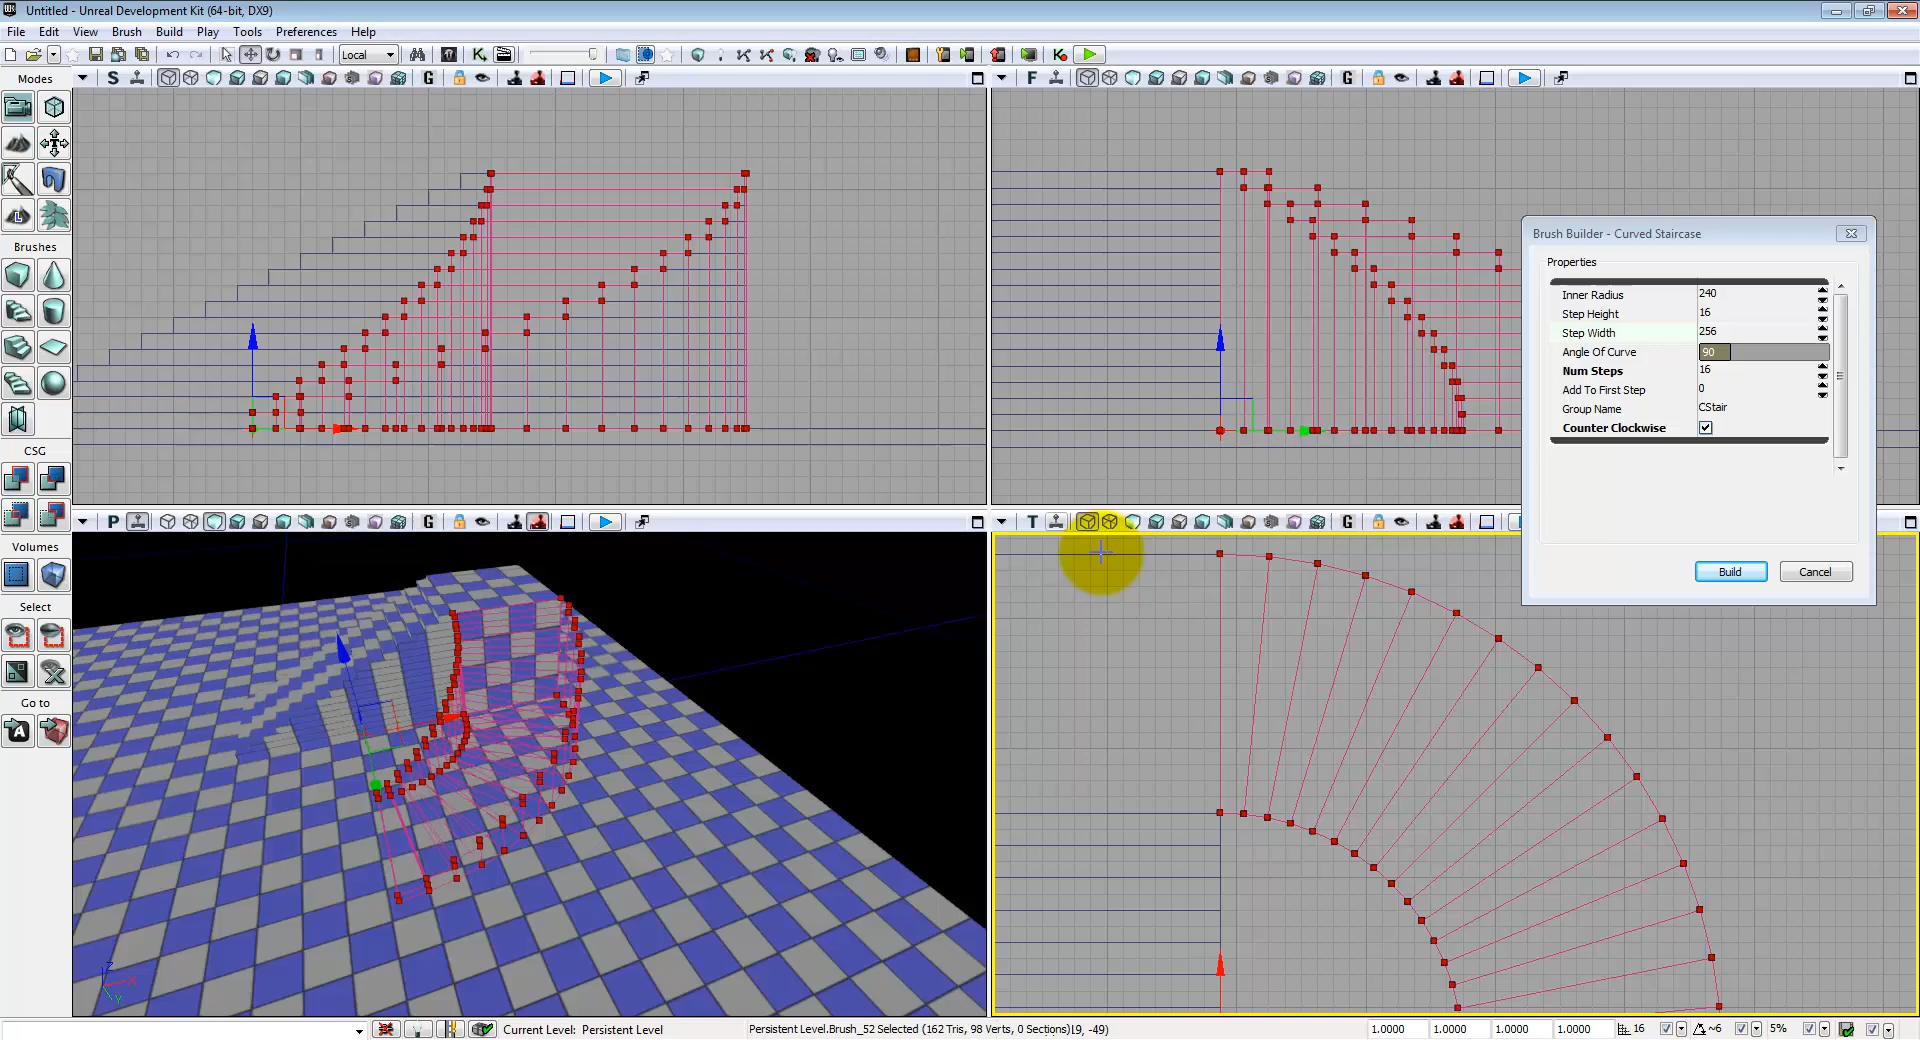 Untitled - Unreal Development Kit (64-bit, DX9)
File Edit View Brush Build Play Tools Preferences Help
Local
Modes
S G
F G
Brushes
CSG
Volumes
Select
Go to
P G
T G
Brush Builder - Curved Staircase
Properties
Inner Radius 240
Step Height 16
Step Width 256
Angle Of Curve 90
Num Steps 16
Add To First Step 0
Group Name CStair
Counter Clockwise
Build Cancel
Z X Y
Current Level: Persistent Level
Persistent Level.Brush_52 Selected (162 Tris, 98 Verts, 0 Sections)l9, -49)
1.0000 1.0000 1.0000 1.0000 16 ~6 5%